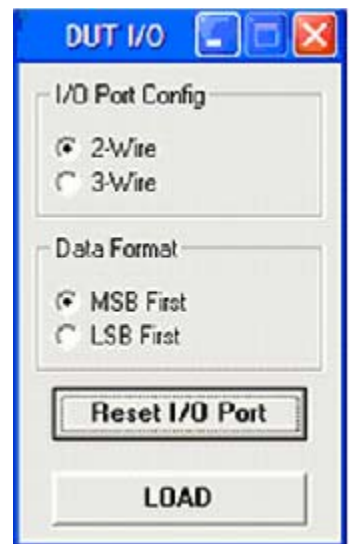 DUT I/O
I/O Port Config
2-Wire
3-Wire
Data Format
MSB First
LSB First
Reset I/O Port
LOAD